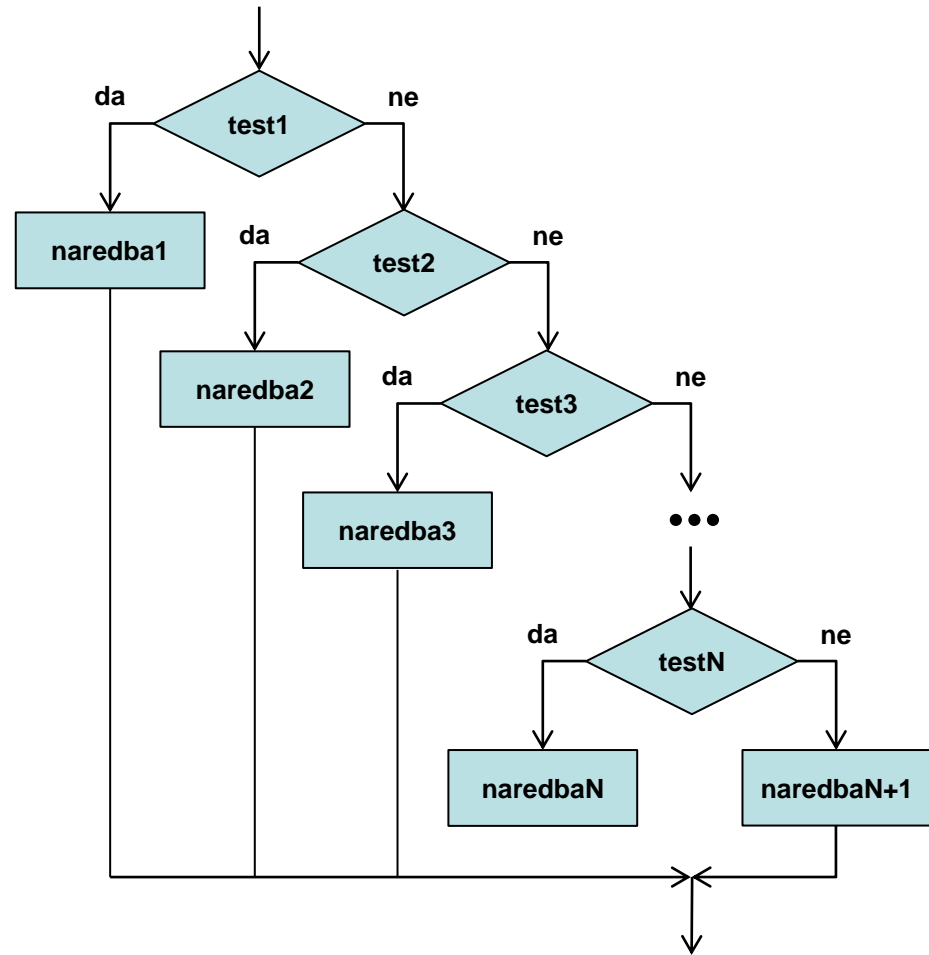 da
ne
test1
naredba1
da
ne
test2
naredba2
da
ne
test3
naredba3
•••
da
ne
testN
naredbaN
naredbaN+1